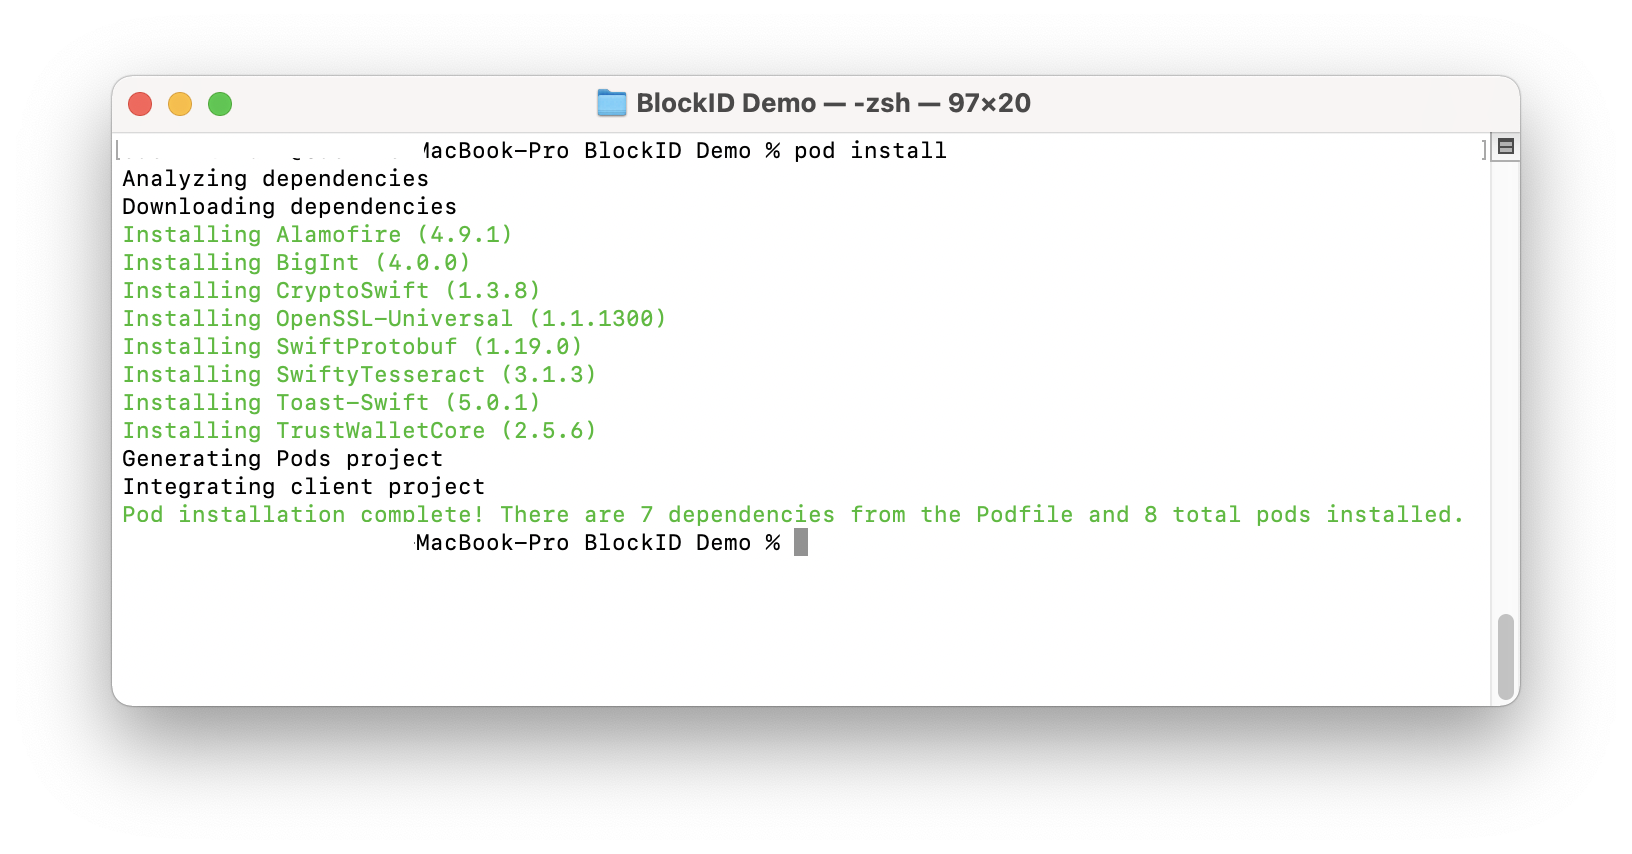 BlockID Demo — -zsh — 97×20
MacBook-Pro BlockID Demo % pod install
Analyzing dependencies
Downloading dependencies
Installing Alamofire (4.9.1)
Installing BigInt (4.0.0)
Installing CryptoSwift (1.3.8)
Installing OpenSSL-Universal (1.1.1300)
Installing SwiftProtobuf (1.19.0)
Installing SwiftyTesseract (3.1.3)
Installing Toast-Swift (5.0.1)
Installing TrustWalletCore (2.5.6)
Generating Pods project
Integrating client project
Pod installation complete! There are 7 dependencies from the Podfile and 8 total pods installed.
MacBook-Pro BlockID Demo %